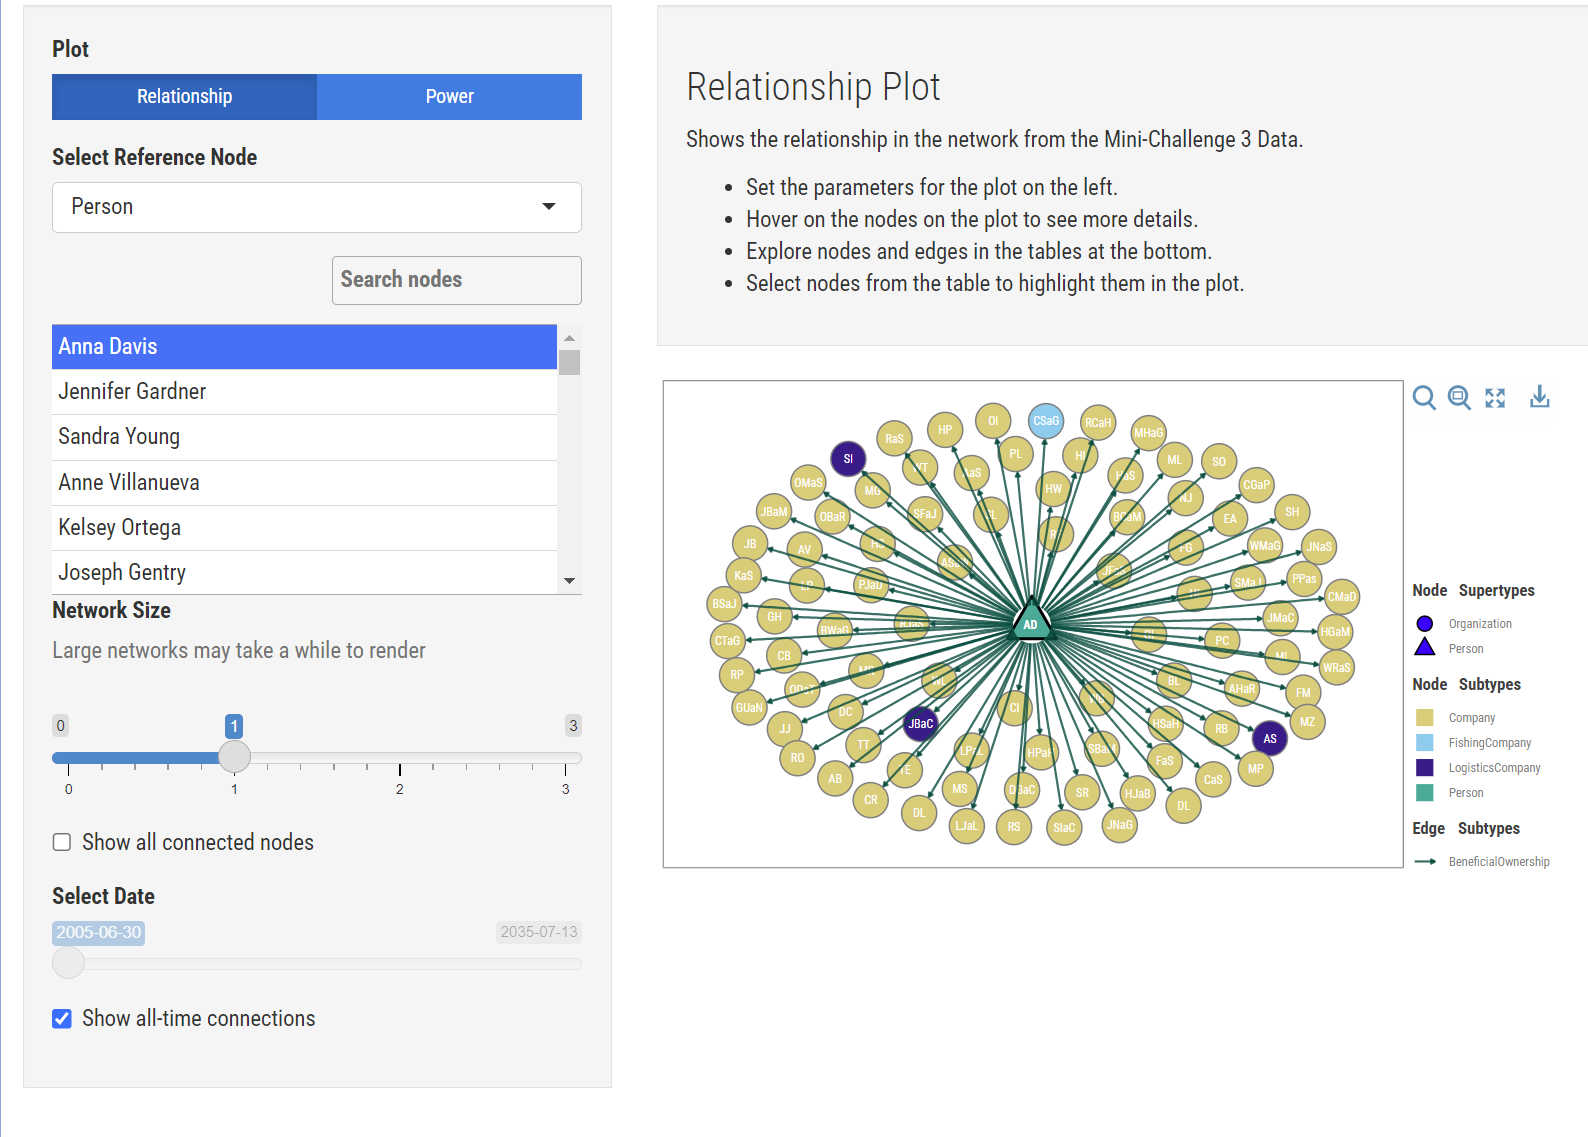 Plot
Relationship Power
Select Reference Node
Person
Search nodes
Anna Davis
Jennifer Gardner
Sandra Young
Anne Villanueva
Kelsey Ortega
Joseph Gentry
Network Size
Large networks may take a while to render
0 1 3
0 1 2 3
Show all connected nodes
Select Date
2005-06-30 2035-07-13
Show all-time connections
Relationship Plot
Shows the relationship in the network from the Mini-Challenge 3 Data.
• Set the parameters for the plot on the left.
• Hover on the nodes on the plot to see more details.
• Explore nodes and edges in the tables at the bottom.
• Select nodes from the table to highlight them in the plot.
OI CSaG RCaH
HP MHaG
RaS PL HI
SI ML SO
OMaS MG HW CGaP
NJ
JBaM OBaR SFaJ EA SH
JB AV FG WMaG JNaS
KaS PJaD SMaJ PPas
BSaJ GH CMaD
BWaG AD JMaC HGaM
CTaG CB PC
RP WRaS
BL AHaR FM
GUaN DC CI MZ
JJ JBaC HSaH RB AS
RO TT HPaH SBaM FaS MP
AB TE CaS
CR MS SR HJaB DL
DL LJaL RS SIaC JNaG
Node Supertypes
Organization
Person
Node Subtypes
Company
FishingCompany
LogisticsCompany
Person
Edge Subtypes
BeneficialOwnership